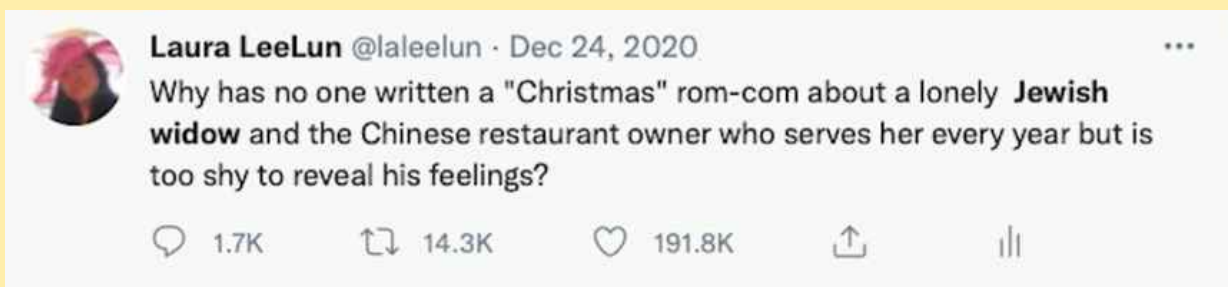 Laura LeeLun @laleelun · Dec 24, 2020
Why has no one written a "Christmas" rom-com about a lonely Jewish
widow and the Chinese restaurant owner who serves her every year but is
too shy to reveal his feelings?
1.7K 14.3K 191.8K